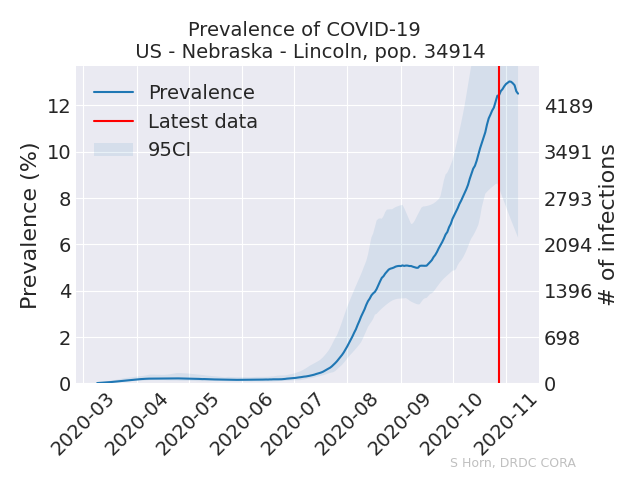 Prevalence of COVID-19
US - Nebraska - Lincoln, pop. 34914
Prevalence
Latest data
95CI
Prevalence (%)
12
10
8
6
4
2
0
4189
3491
2793
2094
1396
698
0
# of infections
2020-03
2020-04
2020-05
2020-06
2020-07
2020-08
2020-09
2020-10
2020-11
S Horn, DRDC CORA